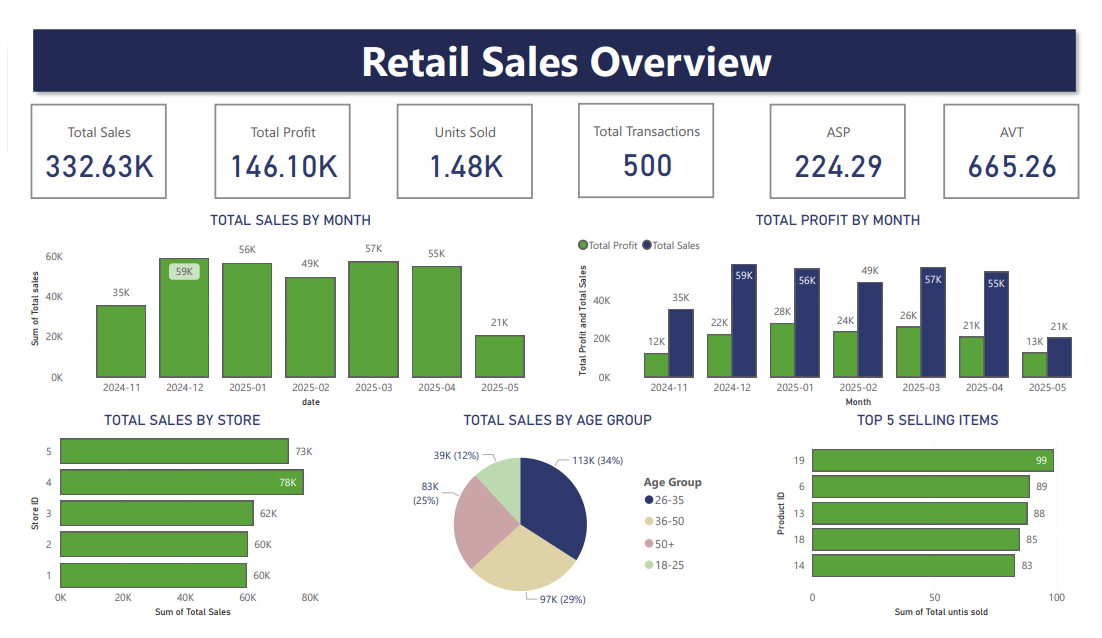 Retail Sales Overview
Total Sales
332.63K
Total Profit
146.10K
Units Sold
1.48K
Total Transactions
500
ASP
224.29
AVT
665.26
TOTAL SALES BY MONTH
Sum of Total sales
60K
40K
20K
0K
35K
59K
56K
49K
57K
55K
21K
2024-11
2024-12
2025-01
2025-02
2025-03
2025-04
2025-05
date
TOTAL PROFIT BY MONTH
Total Profit
Total Sales
Total Profit and Total Sales
40K
20K
0K
12K
35K
22K
59K
28K
56K
24K
49K
26K
57K
21K
55K
13K
21K
2024-11
2024-12
2025-01
2025-02
2025-03
2025-04
2025-05
Month
TOTAL SALES BY STORE
Store ID
5
73K
4
78K
3
62K
2
60K
1
60K
0K
20K
40K
60K
80K
Sum of Total Sales
TOTAL SALES BY AGE GROUP
39K (12%)
113K (34%)
83K
(25%)
97K (29%)
Age Group
26-35
36-50
50+
18-25
TOP 5 SELLING ITEMS
Product ID
19
99
6
89
13
88
18
85
14
83
0
50
100
Sum of Total untis sold